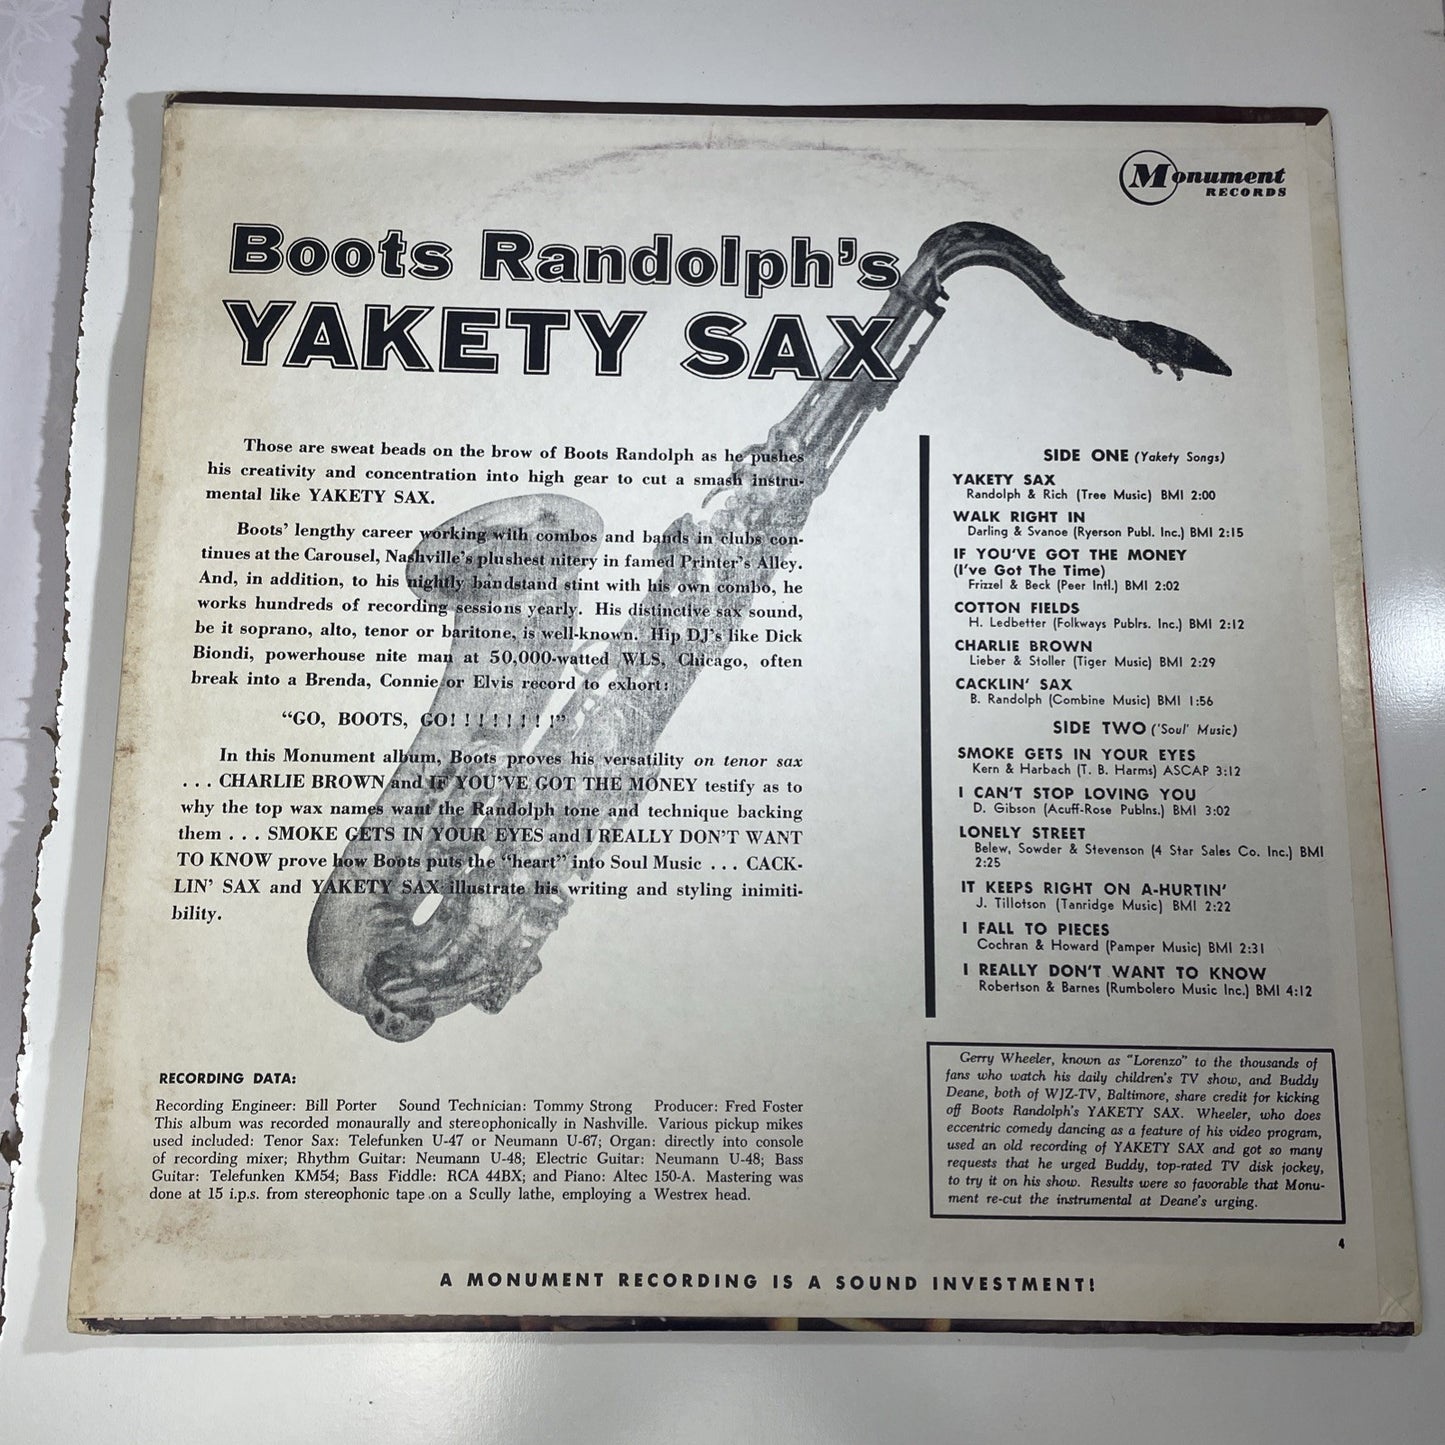 Monument
RECORDS
Boots Randolph's
YAKETY SAX
Those are sweat beads on the brow of Boots Randolph as he pushes
his creativity and concentration into high gear to cut a smash instru-
mental like YAKETY SAX.
Boots' lengthy career working with combos and bands in clubs con-
tinues at the Carousel, Nashville's plushest nitery in famed Printer's Alley.
And, in addition, to his nightly bandstand stint with his own combo, he
works hundreds of recording sessions yearly. His distinctive sax sound,
be it soprano, alto, tenor or baritone, is well-known. Hip DJ's like Dick
Biondi, powerhouse nite man at 50,000-watted WLS, Chicago, often
break into a Brenda, Connie or Elvis record to exhort:
"GO, BOOTS, GO! ! ! ! ! ! ! !"
In this Monument album, Boots proves his versatility on tenor sax
. . . CHARLIE BROWN and IF YOU'VE GOT THE MONEY testify as to
why the top wax names want the Randolph tone and technique backing
them . . . SMOKE GETS IN YOUR EYES and I REALLY DON'T WANT
TO KNOW prove how Boots puts the "heart" into Soul Music . . . CACK-
LIN' SAX and YAKETY SAX illustrate his writing and styling inimiti-
bility.
SIDE ONE (Yakety Songs)
YAKETY SAX
Randolph & Rich (Tree Music) BMI 2:00
WALK RIGHT IN
Darling & Svanoe (Ryerson Publ. Inc.) BMI 2:15
IF YOU'VE GOT THE MONEY
(I've Got The Time)
Frizzel & Beck (Peer Intl.) BMI 2:02
COTTON FIELDS
H. Ledbetter (Folkways Publrs. Inc.) BMI 2:12
CHARLIE BROWN
Lieber & Stoller (Tiger Music) BMI 2:29
CACKLIN' SAX
B. Randolph (Combine Music) BMI 1:56
SIDE TWO ('Soul' Music)
SMOKE GETS IN YOUR EYES
Kern & Harbach (T. B. Harms) ASCAP 3:12
I CAN'T STOP LOVING YOU
D. Gibson (Acuff-Rose Publns.) BMI 3:02
LONELY STREET
Belew, Sowder & Stevenson (4 Star Sales Co. Inc.) BMI
2:25
IT KEEPS RIGHT ON A-HURTIN'
J. Tillotson (Tanridge Music) BMI 2:22
I FALL TO PIECES
Cochran & Howard (Pamper Music) BMI 2:31
I REALLY DON'T WANT TO KNOW
Robertson & Barnes (Rumbolero Music Inc.) BMI 4:12
RECORDING DATA:
Recording Engineer: Bill Porter Sound Technician: Tommy Strong Producer: Fred Foster
This album was recorded monaurally and stereophonically in Nashville. Various pickup mikes
used included: Tenor Sax: Telefunken U-47 or Neumann U-67; Organ: directly into console
of recording mixer; Rhythm Guitar: Neumann U-48; Electric Guitar: Neumann U-48; Bass
Guitar: Telefunken KM54; Bass Fiddle: RCA 44BX; and Piano: Altec 150-A. Mastering was
done at 15 i.p.s. from stereophonic tape on a Scully lathe, employing a Westrex head.
Gerry Wheeler, known as "Lorenzo" to the thousands of
fans who watch his daily children's TV show, and Buddy
Deane, both of WJZ-TV, Baltimore, share credit for kicking
off Boots Randolph's YAKETY SAX. Wheeler, who does
eccentric comedy dancing as a feature of his video program,
used an old recording of YAKETY SAX and got so many
requests that he urged Buddy, top-rated TV disk jockey,
to try it on his show. Results were so favorable that Monu-
ment re-cut the instrumental at Deane's urging.
4
A MONUMENT RECORDING IS A SOUND INVESTMENT!